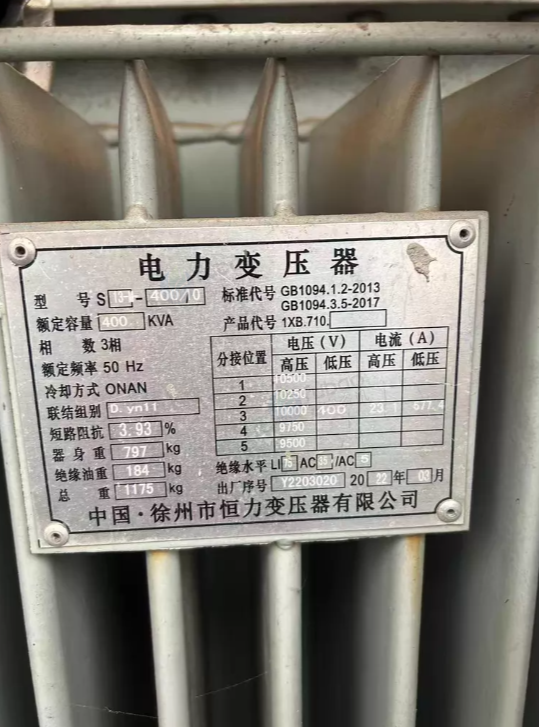 电力变压器
型 号 S 13-M-400/10 标准代号 GB1094.1.2-2013
GB1094.3.5-2017
额定容量 400 KVA 产品代号 1XB.710.
相 数 3相
额定频率 50 Hz
冷却方式 ONAN
联结组别 D.yn11
短路阻抗 3.93 %
器身重 797 kg
绝缘油重 184 kg
总 重 1175 kg
分接位置 电压（V） 电流（A）
高压 低压 高压 低压
1 10500
2 10250
3 10000 400 23.1 677.4
4 9750
5 9500
绝缘水平 LI 75 AC 35 /AC 5
出厂序号 Y2203020 20 22 年 03 月
中国·徐州市恒力变压器有限公司